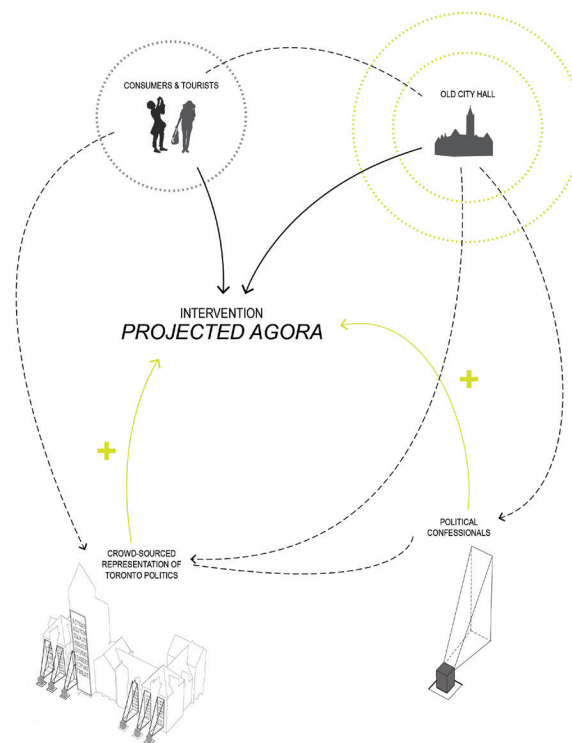 CONSUMERS & TOURISTS
OLD CITY HALL
INTERVENTION
PROJECTED AGORA
+
+
POLITICAL
CONFESSIONALS
CROWD-SOURCED
REPRESENTATION OF
TORONTO POLITICS